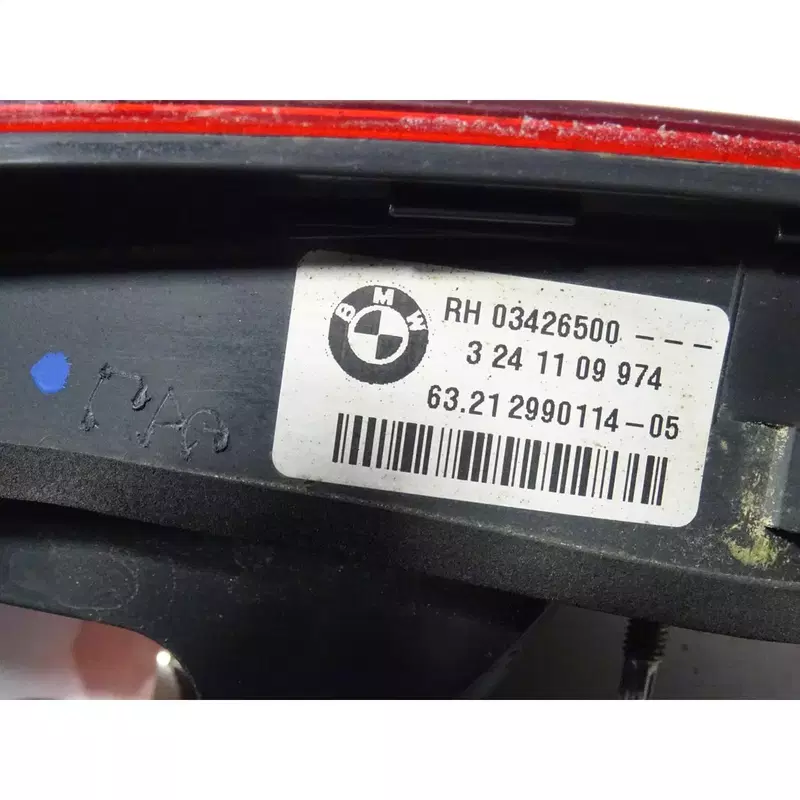 BMW
RH 03426500 ---
3 24 11 09 974
63.21 2990114-05